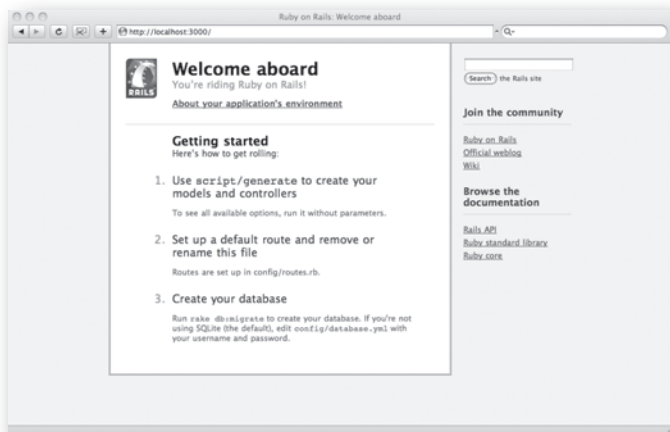 Ruby on Rails: Welcome aboard
http://localhost:3000/
Q-
RAILS
Welcome aboard
You're riding Ruby on Rails!
About your application's environment
Getting started
Here's how to get rolling:
1. Use script/generate to create your
models and controllers
To see all available options, run it without parameters.
2. Set up a default route and remove or
rename this file
Routes are set up in config/routes.rb.
3. Create your database
Run rake db:migrate to create your database. If you're not
using SQLite (the default), edit config/database.yml with
your username and password.
Search the Rails site
Join the community
Ruby on Rails
Official weblog
Wiki
Browse the
documentation
Rails API
Ruby standard library
Ruby core